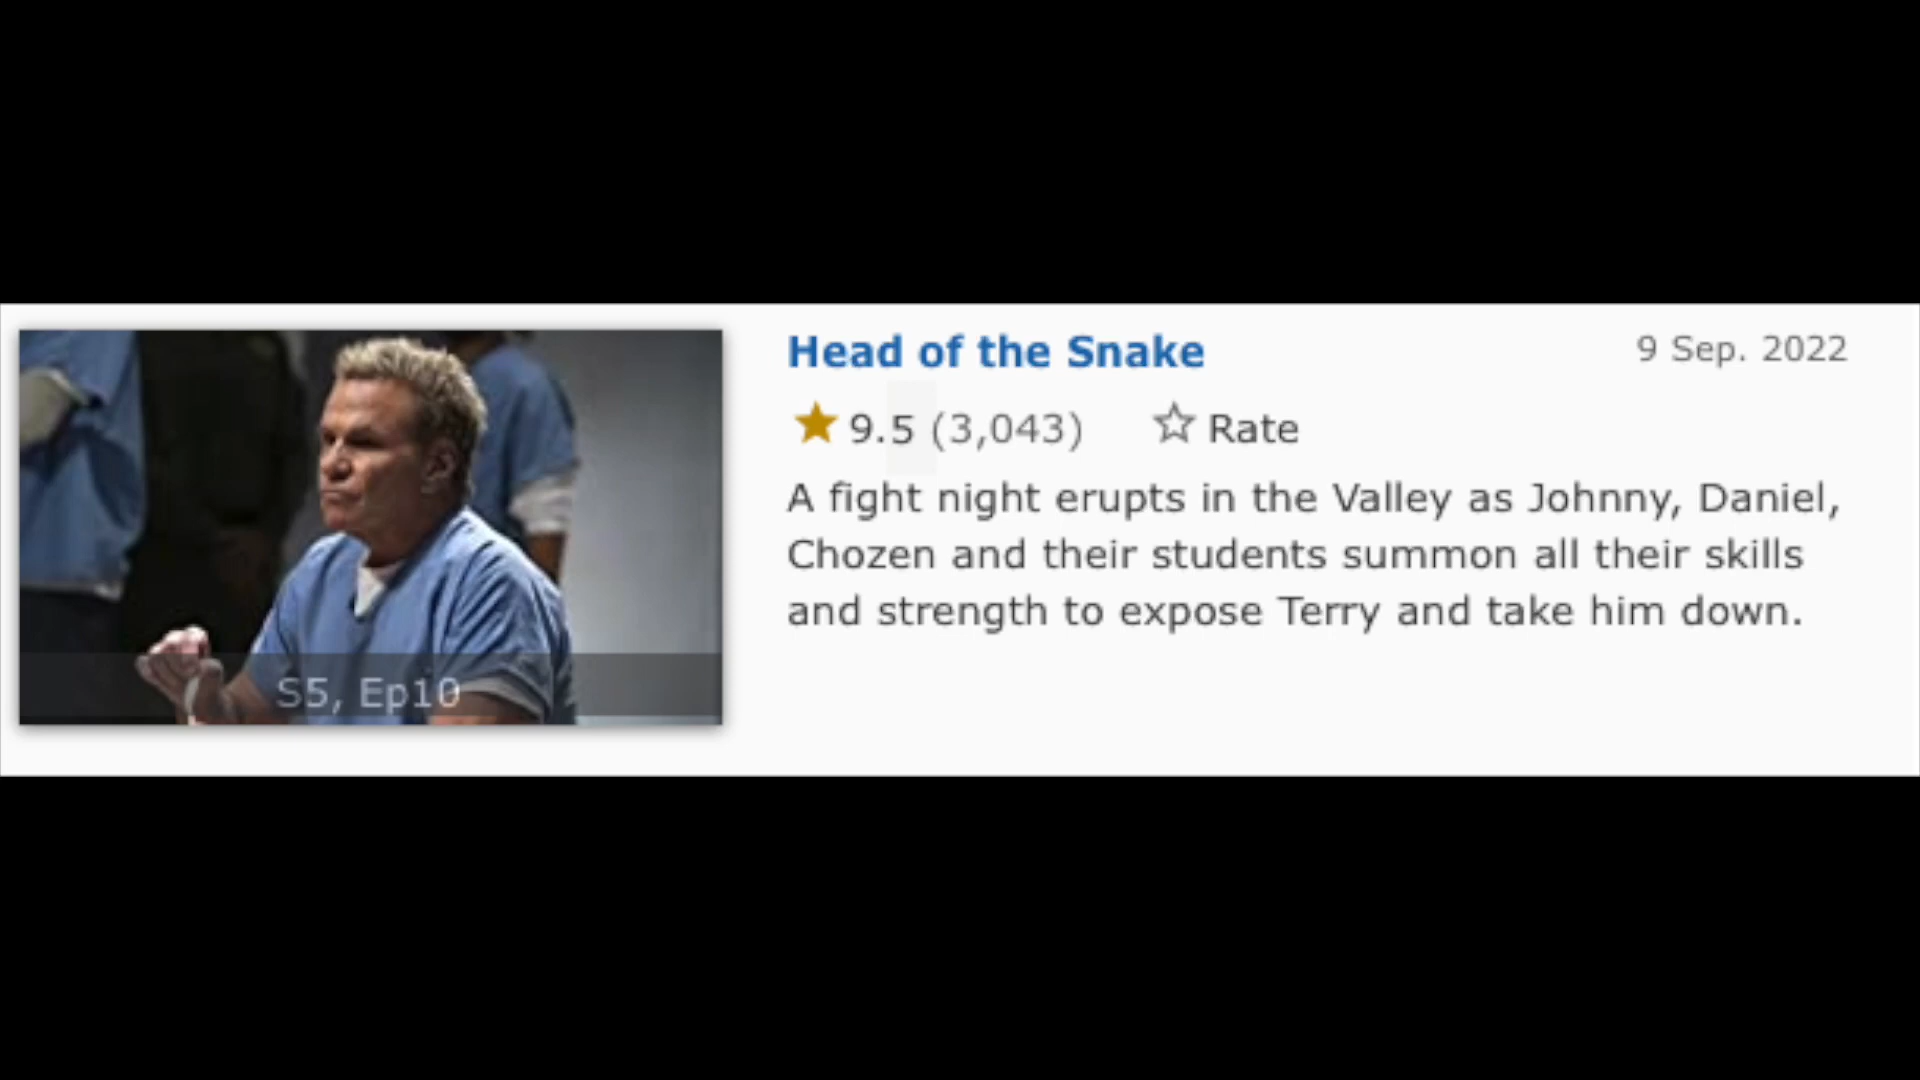 Head of the Snake
9 Sep. 2022
9.5 (3,043) Rate
A fight night erupts in the Valley as Johnny, Daniel,
Chozen and their students summon all their skills
and strength to expose Terry and take him down.
S5, Ep10